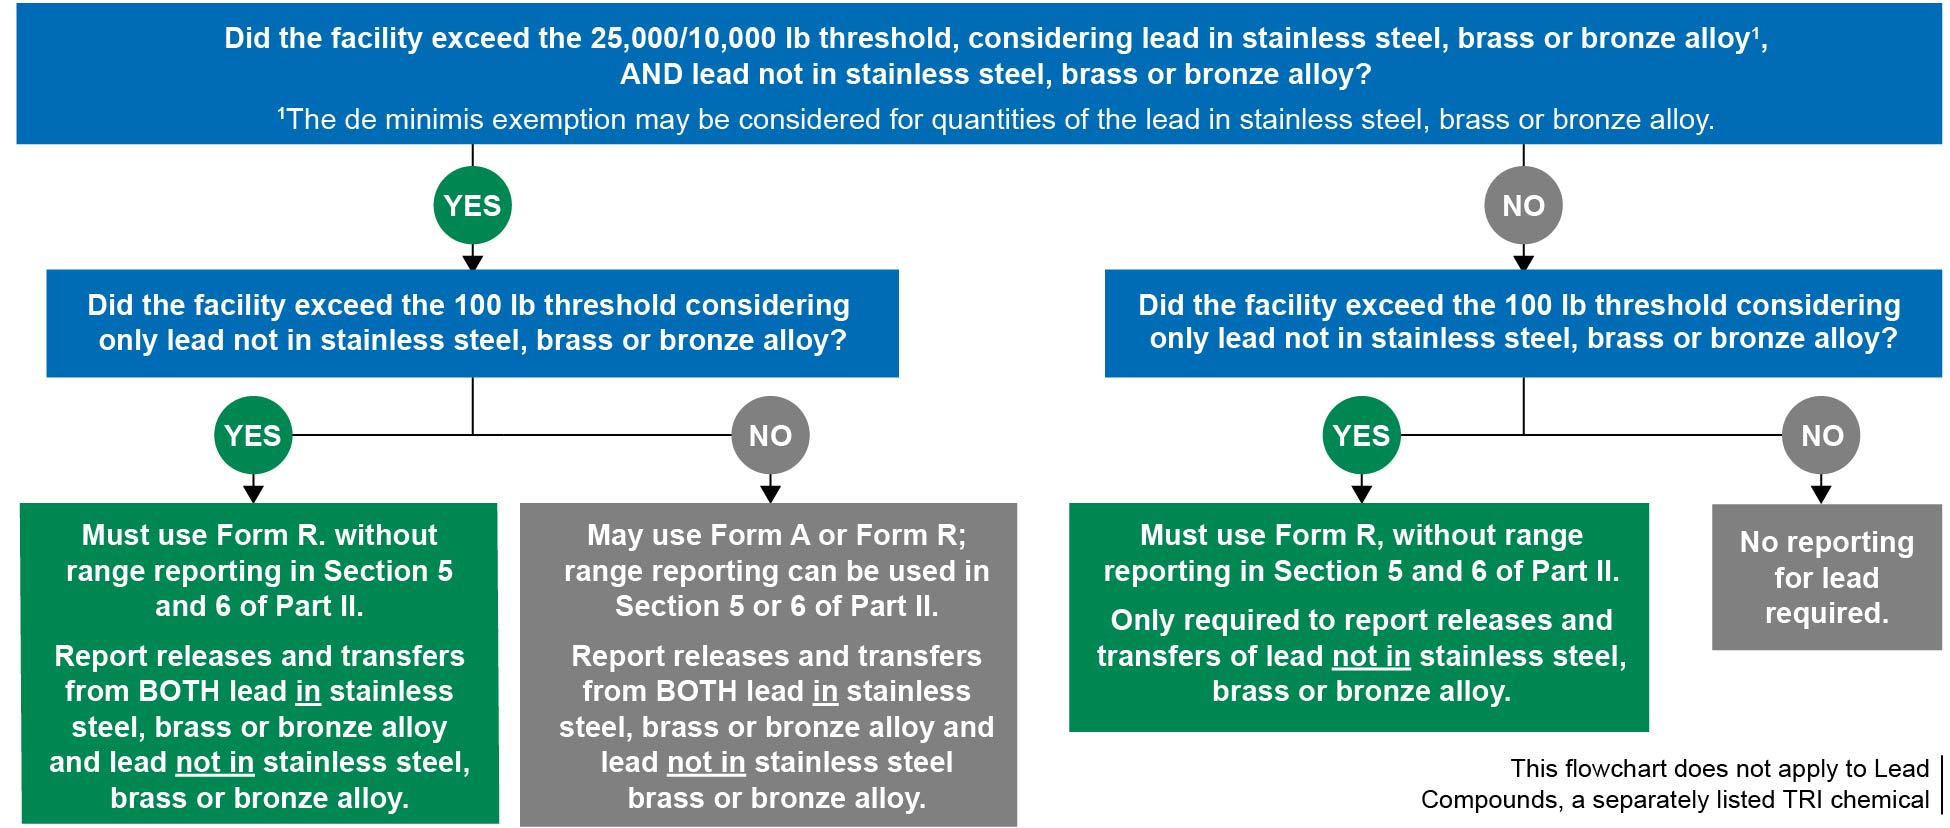 Did the facility exceed the 25,000/10,000 lb threshold, considering lead in stainless steel, brass or bronze alloy¹,
AND lead not in stainless steel, brass or bronze alloy?
¹The de minimis exemption may be considered for quantities of the lead in stainless steel, brass or bronze alloy.
YES
NO
Did the facility exceed the 100 lb threshold considering
only lead not in stainless steel, brass or bronze alloy?
Did the facility exceed the 100 lb threshold considering
only lead not in stainless steel, brass or bronze alloy?
YES
NO
YES
NO
Must use Form R. without
range reporting in Section 5
and 6 of Part II.
Report releases and transfers
from BOTH lead in stainless
steel, brass or bronze alloy
and lead not in stainless steel,
brass or bronze alloy.
May use Form A or Form R;
range reporting can be used in
Section 5 or 6 of Part II.
Report releases and transfers
from BOTH lead in stainless
steel, brass or bronze alloy and
lead not in stainless steel
brass or bronze alloy.
Must use Form R, without range
reporting in Section 5 and 6 of Part II.
Only required to report releases and
transfers of lead not in stainless steel,
brass or bronze alloy.
No reporting
for lead
required.
This flowchart does not apply to Lead
Compounds, a separately listed TRI chemical